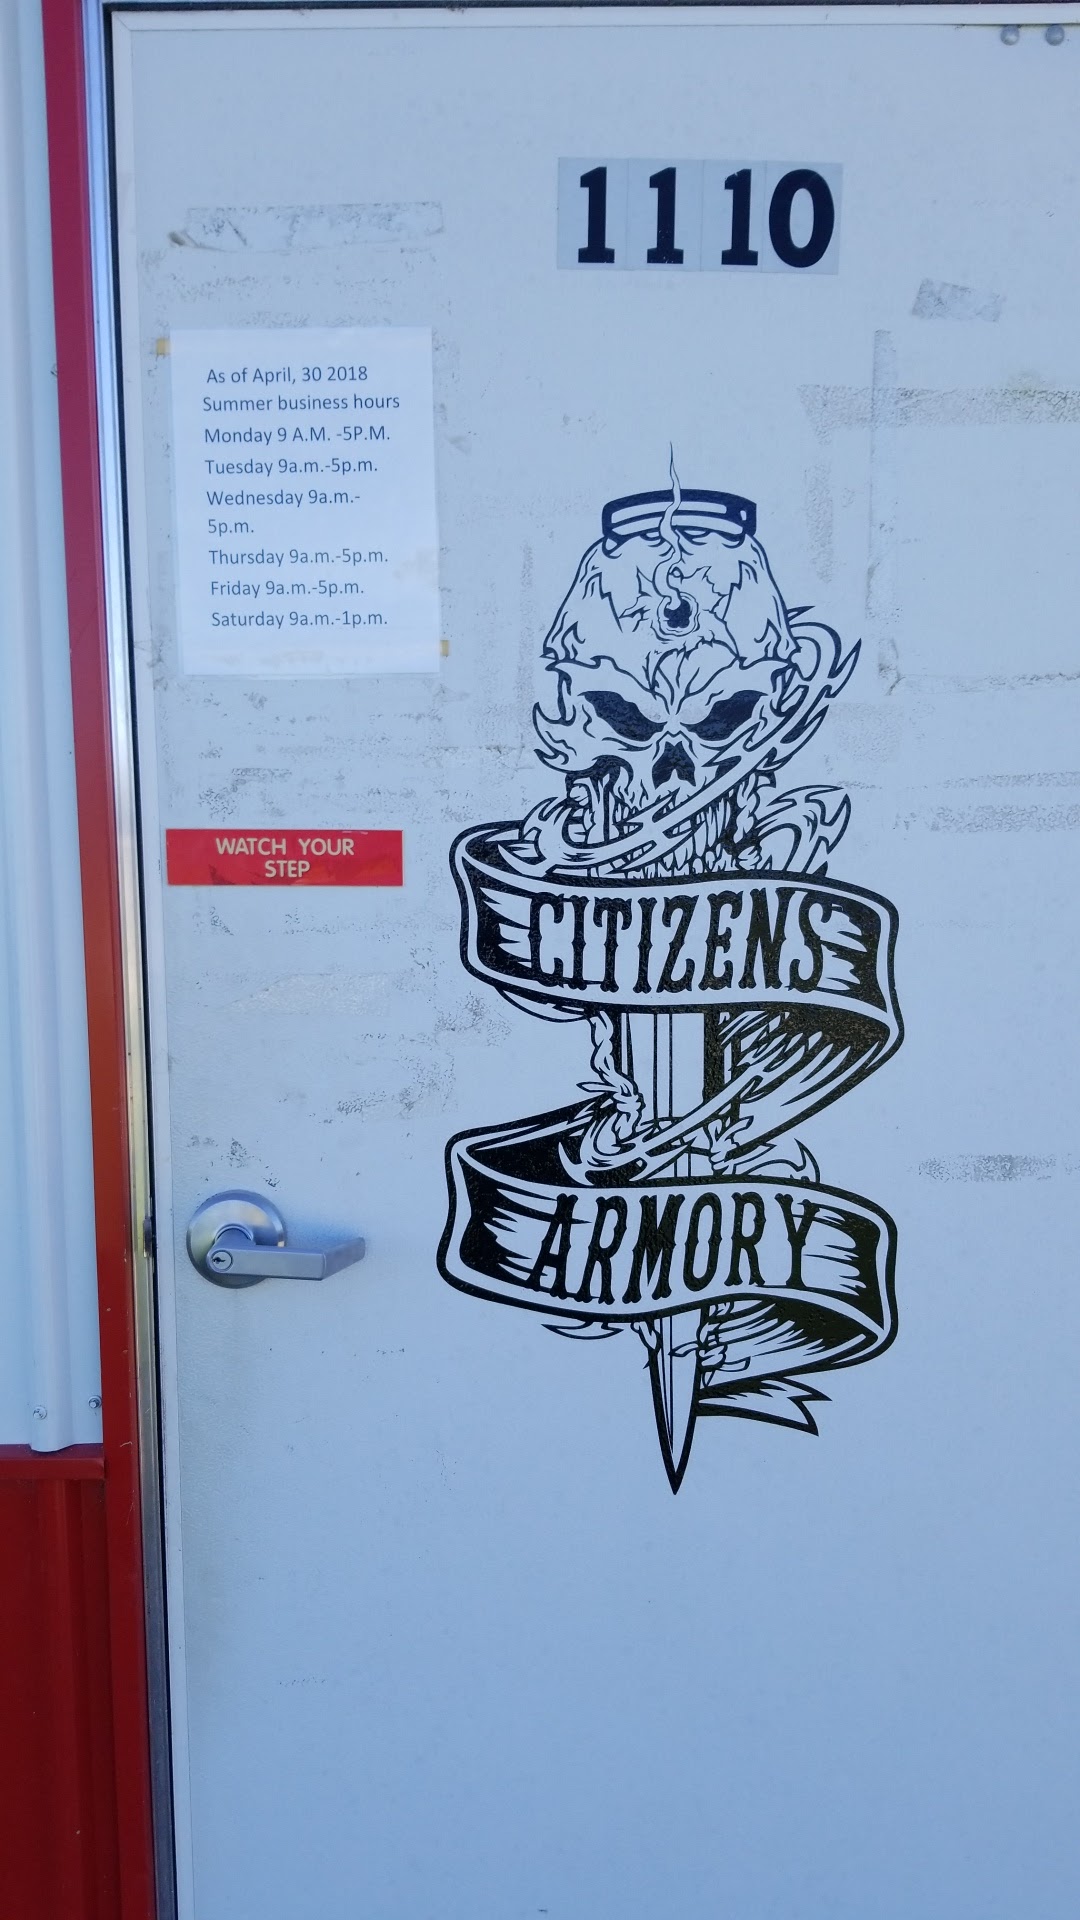 1110
As of April, 30 2018
Summer business hours
Monday 9 A.M. -5P.M.
Tuesday 9a.m.-5p.m.
Wednesday 9a.m.-
5p.m.
Thursday 9a.m.-5p.m.
Friday 9a.m.-5p.m.
Saturday 9a.m.-1p.m.
WATCH YOUR
STEP
CITIZENS
ARMORY